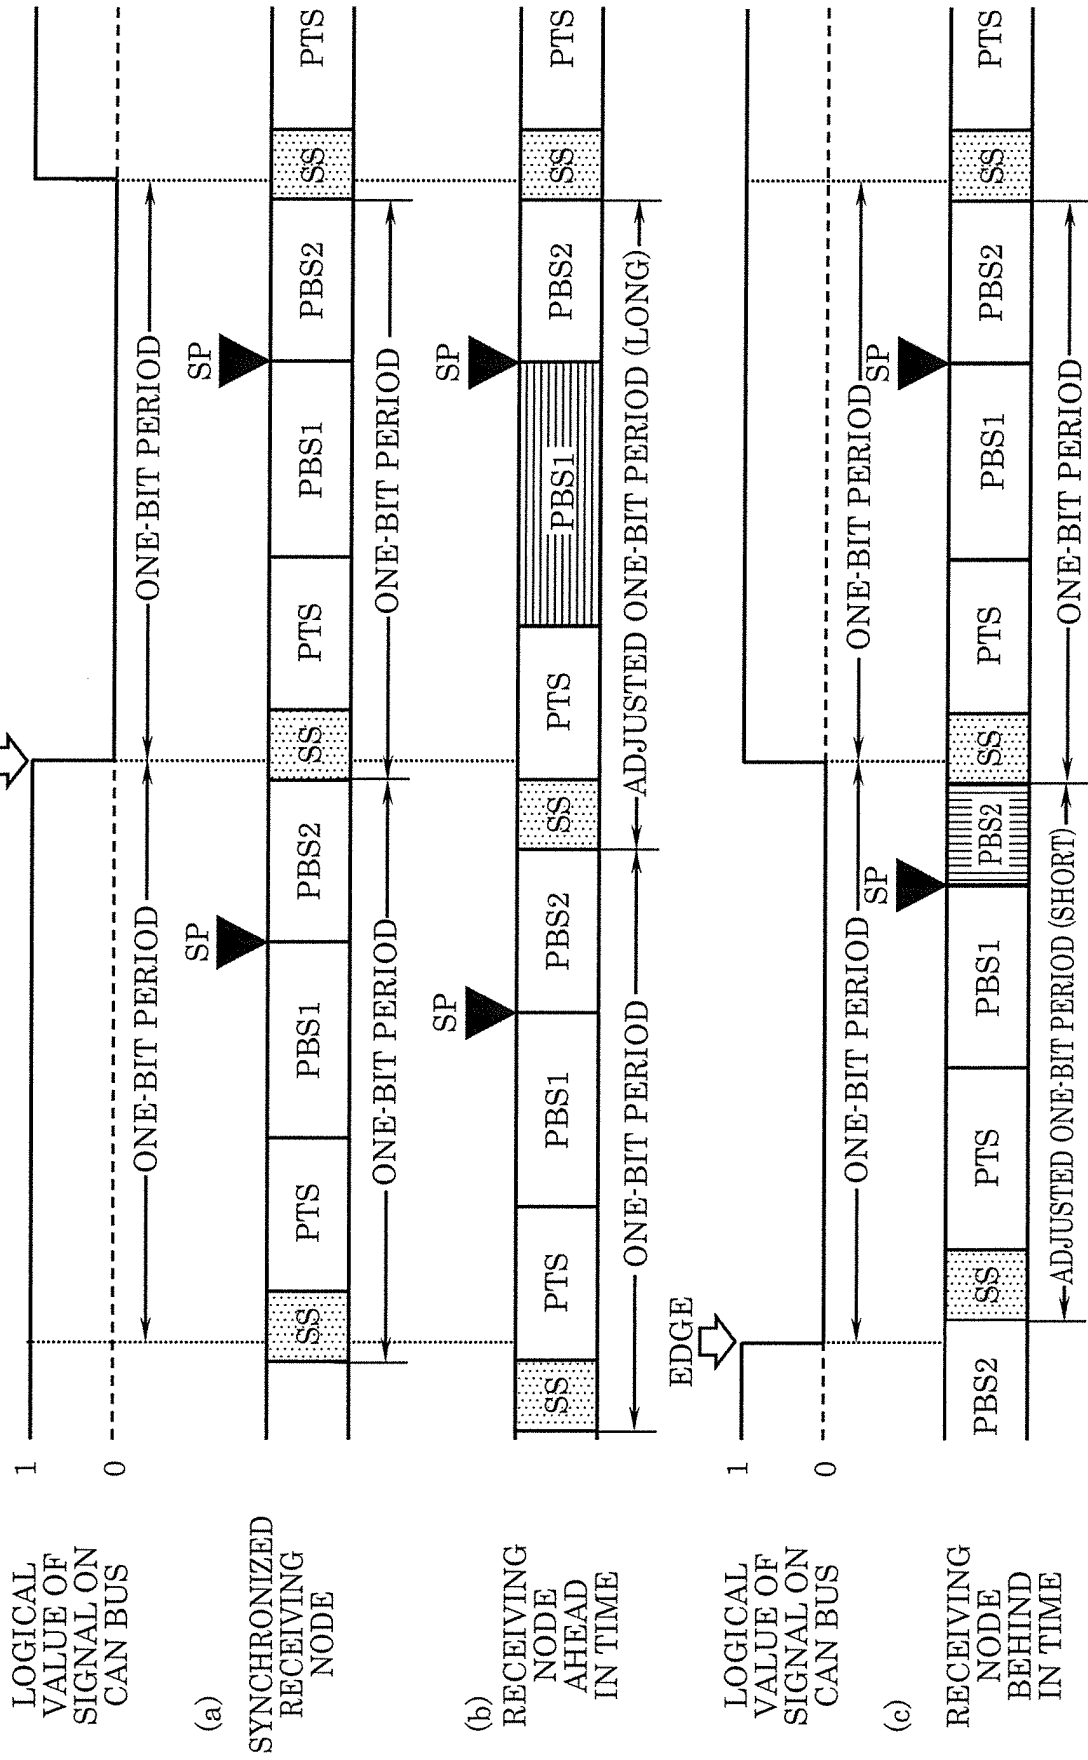 LOGICAL
VALUE OF
SIGNAL ON
CAN BUS
1
0
ONE-BIT PERIOD
ONE-BIT PERIOD
(a)
SYNCHRONIZED
RECEIVING
NODE
SP
SP
SS
PTS
PBS1
PBS2
SS
PTS
PBS1
PBS2
SS
PTS
ONE-BIT PERIOD
ONE-BIT PERIOD
(b)
RECEIVING
NODE
AHEAD
IN TIME
SP
SP
SS
PTS
PBS1
PBS2
SS
PTS
PBS1
PBS2
SS
PTS
ONE-BIT PERIOD
ADJUSTED ONE-BIT PERIOD (LONG)
EDGE
LOGICAL
VALUE OF
SIGNAL ON
CAN BUS
1
0
ONE-BIT PERIOD
ONE-BIT PERIOD
(c)
RECEIVING
NODE
BEHIND
IN TIME
SP
SP
PBS2
SS
PTS
PBS1
PBS2
SS
PTS
PBS1
PBS2
SS
PTS
ADJUSTED ONE-BIT PERIOD (SHORT)
ONE-BIT PERIOD